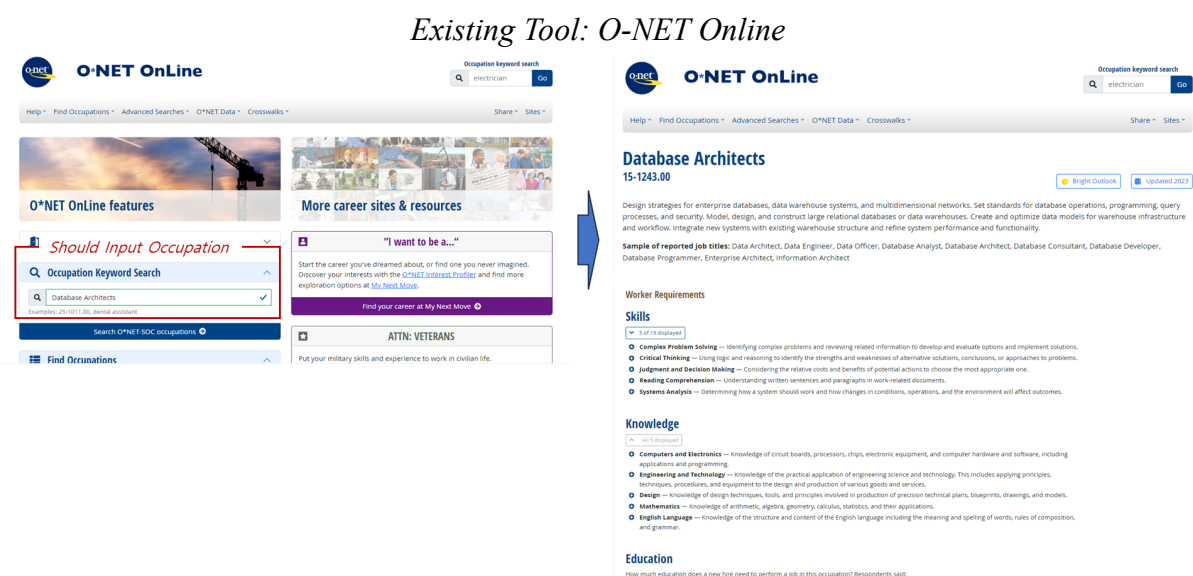 Existing Tool: O-NET Online
o·net
O*NET OnLine
Occupation keyword search
electrician
Go
Help
Find Occupations
Advanced Searches
O*NET Data
Crosswalks
Share
Sites
O*NET OnLine features
More career sites & resources
Should Input Occupation
Occupation Keyword Search
Database Architects
Examples: 25-1011.00, dental assistant
Search O*NET-SOC occupations
Find Occupations
"I want to be a..."
Start the career you've dreamed about, or find one you never imagined.
Discover your interests with the O*NET Interest Profiler and find more
exploration options at My Next Move.
Find your career at My Next Move
ATTN: VETERANS
Put your military skills and experience to work in civilian life.
o·net
O*NET OnLine
Occupation keyword search
electrician
Go
Help
Find Occupations
Advanced Searches
O*NET Data
Crosswalks
Share
Sites
Database Architects
15-1243.00
Bright Outlook
Updated 2023
Design strategies for enterprise databases, data warehouse systems, and multidimensional networks. Set standards for database operations, programming, query
processes, and security. Model, design, and construct large relational databases or data warehouses. Create and optimize data models for warehouse infrastructure
and workflow. Integrate new systems with existing warehouse structure and refine system performance and functionality.
Sample of reported job titles: Data Architect, Data Engineer, Data Officer, Database Analyst, Database Architect, Database Consultant, Database Developer,
Database Programmer, Enterprise Architect, Information Architect
Worker Requirements
Skills
5 of 19 displayed
Complex Problem Solving — Identifying complex problems and reviewing related information to develop and evaluate options and implement solutions.
Critical Thinking — Using logic and reasoning to identify the strengths and weaknesses of alternative solutions, conclusions, or approaches to problems.
Judgment and Decision Making — Considering the relative costs and benefits of potential actions to choose the most appropriate one.
Reading Comprehension — Understanding written sentences and paragraphs in work-related documents.
Systems Analysis — Determining how a system should work and how changes in conditions, operations, and the environment will affect outcomes.
Knowledge
All 5 displayed
Computers and Electronics — Knowledge of circuit boards, processors, chips, electronic equipment, and computer hardware and software, including
applications and programming.
Engineering and Technology — Knowledge of the practical application of engineering science and technology. This includes applying principles,
techniques, procedures, and equipment to the design and production of various goods and services.
Design — Knowledge of design techniques, tools, and principles involved in production of precision technical plans, blueprints, drawings, and models.
Mathematics — Knowledge of arithmetic, algebra, geometry, calculus, statistics, and their applications.
English Language — Knowledge of the structure and content of the English language including the meaning and spelling of words, rules of composition,
and grammar.
Education
How much education does a new hire need to perform a job in this occupation? Respondents said: